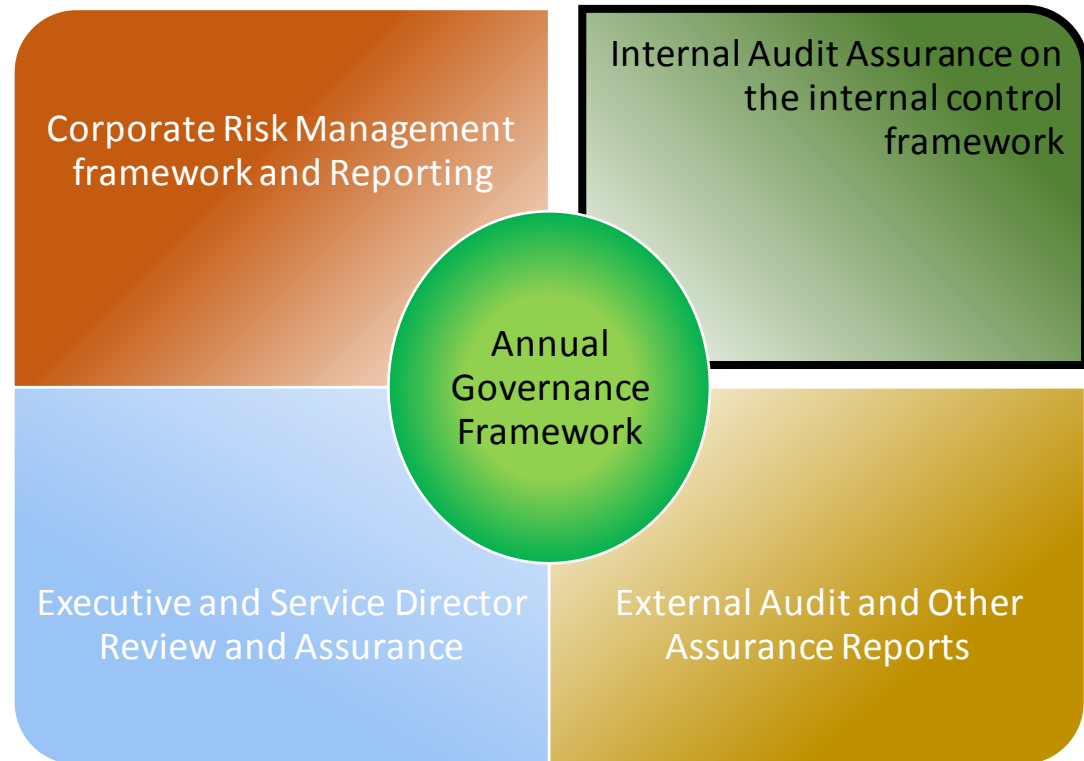 Corporate Risk Management
framework and Reporting
Internal Audit Assurance on
the internal control
framework
Annual
Governance
Framework
Executive and Service Director
Review and Assurance
External Audit and Other
Assurance Reports